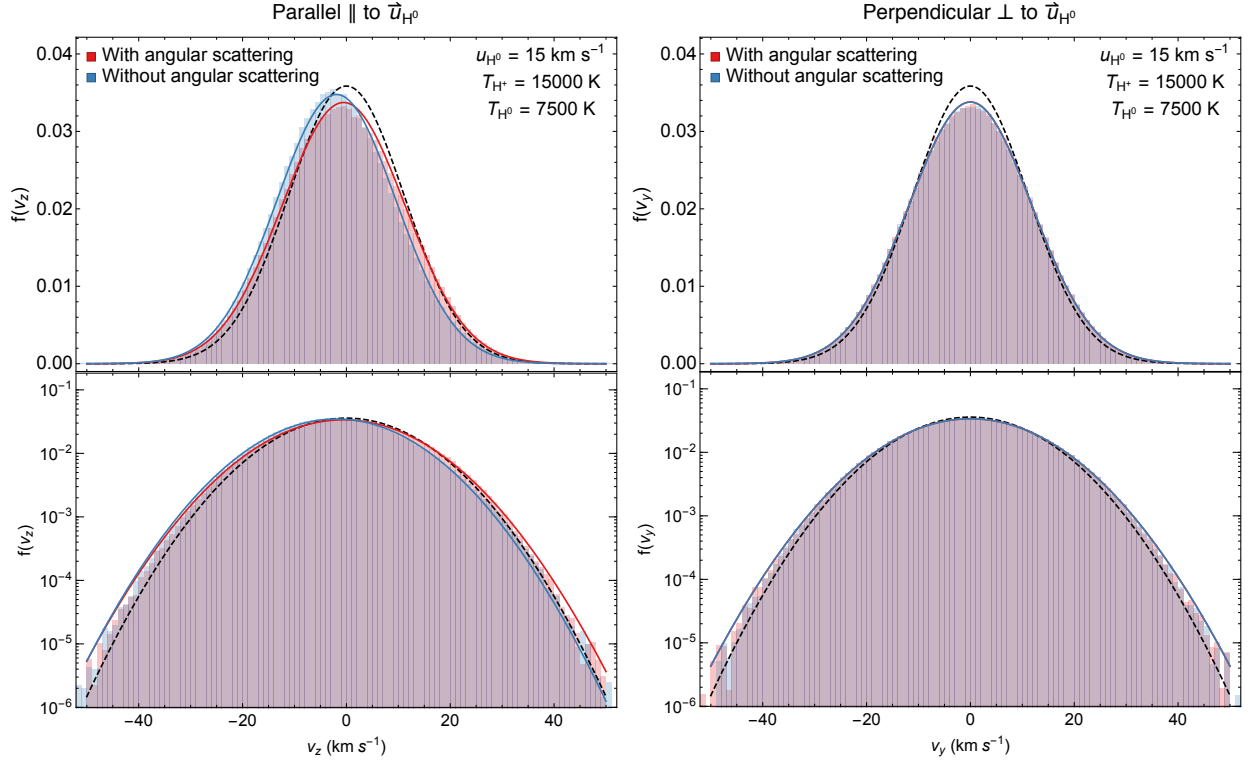 Parallel ∥ to u⃗H⁰
With angular scattering
Without angular scattering
uH⁰ = 15 km s⁻¹
TH⁺ = 15000 K
TH⁰ = 7500 K
f(vz)
0.04
0.03
0.02
0.01
0.00
f(vz)
10⁻¹
10⁻²
10⁻³
10⁻⁴
10⁻⁵
10⁻⁶
−40 −20 0 20 40
vz (km s⁻¹)
Perpendicular ⊥ to u⃗H⁰
With angular scattering
Without angular scattering
uH⁰ = 15 km s⁻¹
TH⁺ = 15000 K
TH⁰ = 7500 K
f(vy)
0.04
0.03
0.02
0.01
0.00
f(vy)
10⁻¹
10⁻²
10⁻³
10⁻⁴
10⁻⁵
10⁻⁶
−40 −20 0 20 40
vy (km s⁻¹)